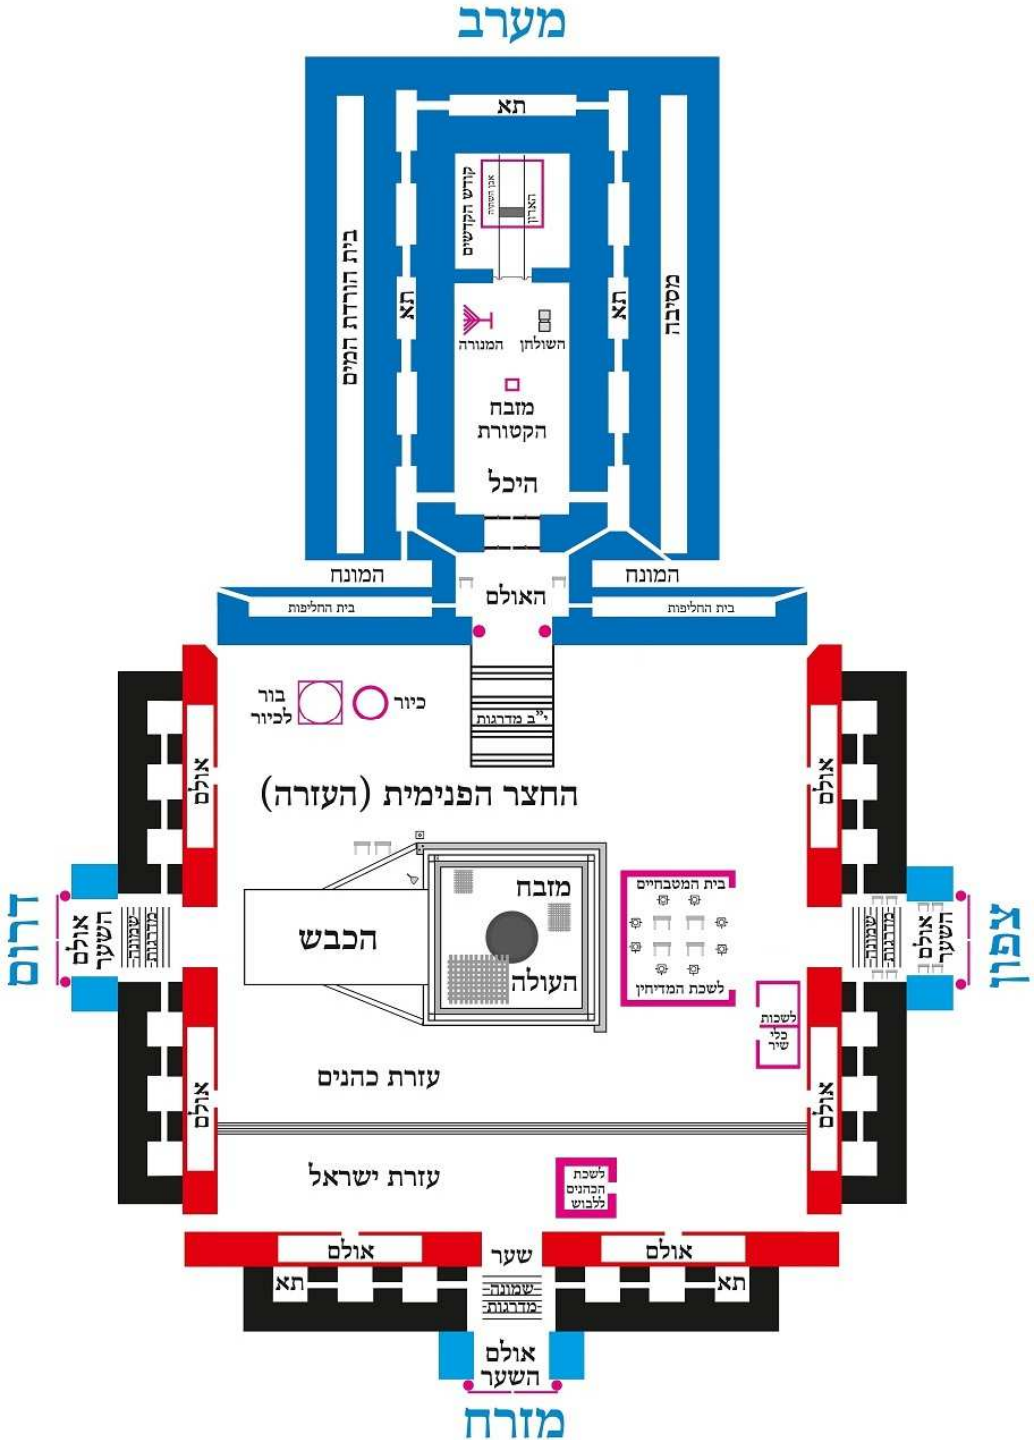 מערב
תא
קודש הקדשים
אבן השתיה
הארון
בית הורדת המים
תא
תא
מסיבה
המנורה
השולחן
מזבח
הקטורת
היכל
המונח
המונח
האולם
בית החליפות
בית החליפות
י"ב מדרגות
כיור
בור
לכיור
אולם
אולם
החצר הפנימית (העזרה)
בית המטבחיים
מזבח
העולה
הכבש
לשכת המדיחין
לשכות
כלי
שיר
צפון
אולם
השער
שמונה
מדרגות
דרום
אולם
השער
שמונה
מדרגות
עזרת כהנים
אולם
אולם
עזרת ישראל
לשכת
הכהנים
ללבוש
אולם
שער
אולם
תא
תא
שמונה
מדרגות
אולם
השער
מזרח